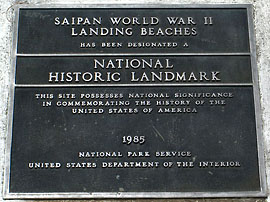 SAIPAN WORLD WAR II
LANDING BEACHES
HAS BEEN DESIGNATED A
NATIONAL
HISTORIC LANDMARK
THIS SITE POSSESSES NATIONAL SIGNIFICANCE
IN COMMEMORATING THE HISTORY OF THE
UNITED STATES OF AMERICA
1985
NATIONAL PARK SERVICE
UNITED STATES DEPARTMENT OF THE INTERIOR